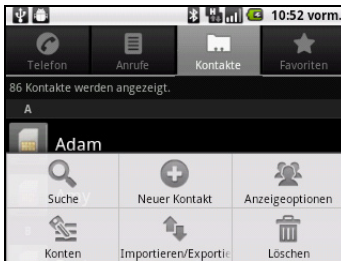 10:52 vorm.
Telefon Anrufe Kontakte Favoriten
86 Kontakte werden angezeigt.
A
Adam
Suche Neuer Kontakt Anzeigeoptionen
Konten Importieren/Exportie Löschen